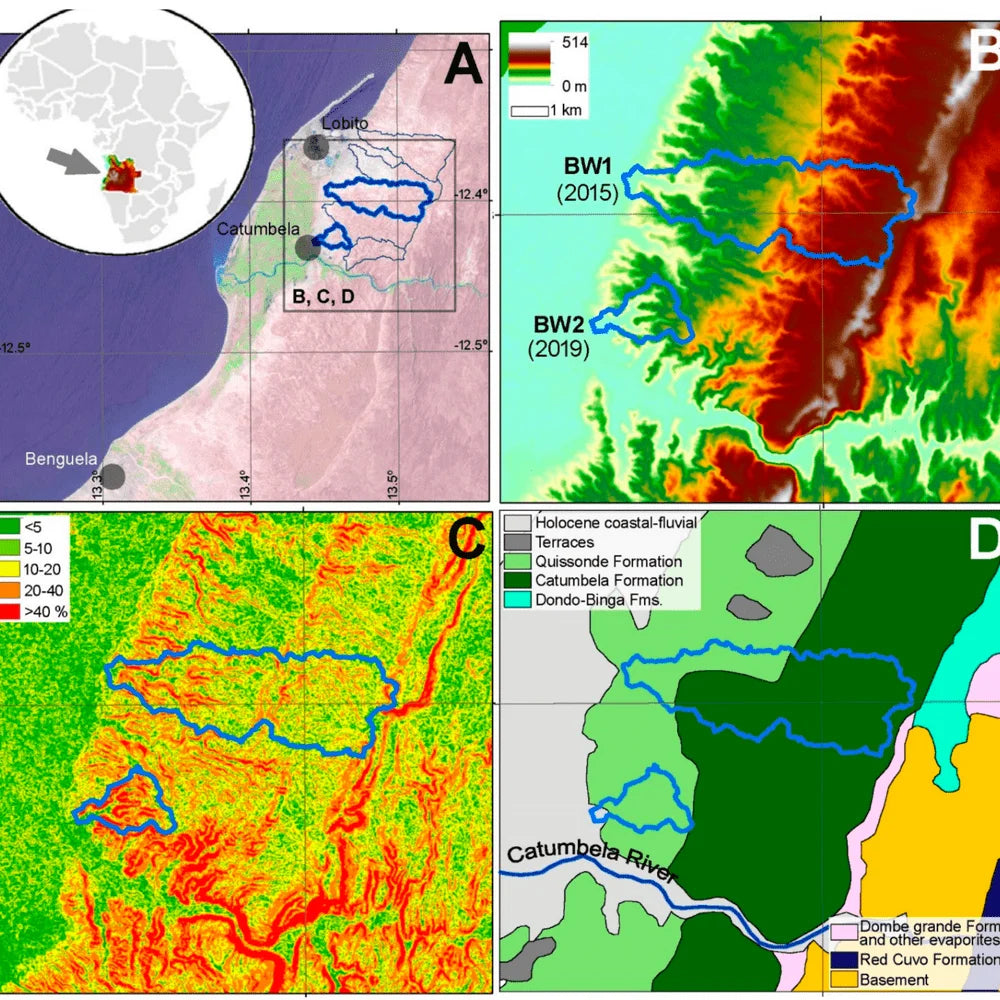 A
Lobito
-12.4°
Catumbela
B, C, D
-12.5°
-12.5°
Benguela
13.3°
13.4°
13.5°
B
514
0 m
1 km
BW1
(2015)
BW2
(2019)
C
<5
5-10
10-20
20-40
>40 %
D
Holocene coastal-fluvial
Terraces
Quissonde Formation
Catumbela Formation
Dondo-Binga Fms.
Catumbela River
Dombe grande Form
and other evaporites
Red Cuvo Formation
Basement